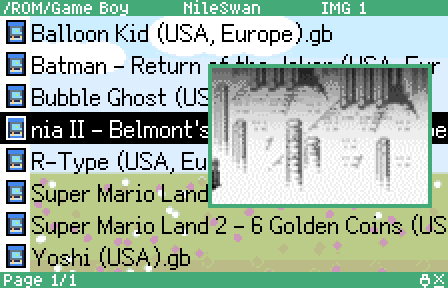 /ROM/Game Boy NileSwan IMG 1
Balloon Kid (USA, Europe).gb
Batman - Return of the Joker (USA, Eur
Bubble Ghost (US
nia II - Belmont's
R-Type (USA, Eu
Super Mario Land
Super Mario Land 2 - 6 Golden Coins (US
Yoshi (USA).gb
Page 1/1